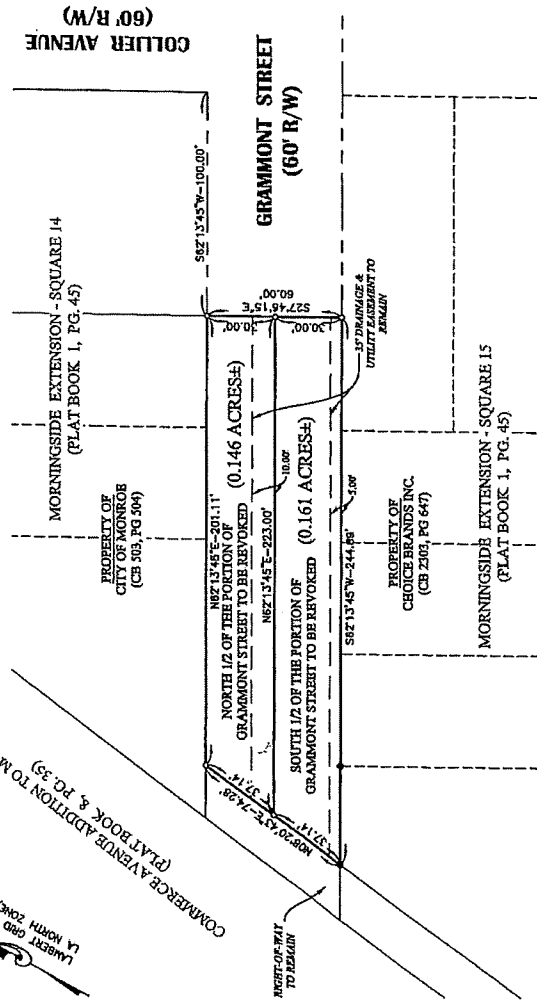 COLLIER AVENUE
(60' R/W)
GRAMMONT STREET
(60' R/W)
MORNINGSIDE EXTENSION - SQUARE 14
(PLAT BOOK 1, PG. 45)
S62°13'45"W-100.00'
PROPERTY OF
CITY OF MONROE
(CB 503, PG 504)
N62°13'45"E-201.11'
S27°46'15"E
60.00'
30.00'
30.00'
NORTH 1/2 OF THE PORTION OF
GRAMMONT STREET TO BE REVOKED
(0.146 ACRES±)
10.00'
N62°13'45"E-223.00'
35' DRAINAGE &
UTILITY EASEMENT TO
REMAIN
SOUTH 1/2 OF THE PORTION OF
GRAMMONT STREET TO BE REVOKED
(0.161 ACRES±)
5.00'
S62°13'45"W-244.89'
37.14'
N08°20'43"E-74.28'
37.14'
PROPERTY OF
CHOICE BRANDS INC.
(CB 2303, PG 647)
MORNINGSIDE EXTENSION - SQUARE 15
(PLAT BOOK 1, PG. 45)
COMMERCE AVENUE ADDITION TO M
(PLAT BOOK 8, PG. 35)
RIGHT-OF-WAY
TO REMAIN
LAMBERT GRID
LA NORTH ZONE